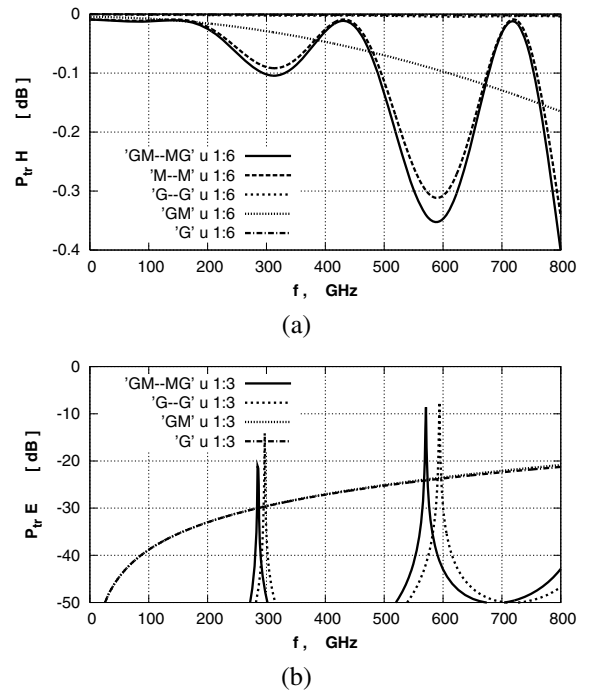 0
-0.1
-0.2
-0.3
-0.4
P_tr H [ dB ]
'GM--MG' u 1:6
'M--M' u 1:6
'G--G' u 1:6
'GM' u 1:6
'G' u 1:6
0 100 200 300 400 500 600 700 800
f , GHz
(a)
0
-10
-20
-30
-40
-50
P_tr E [ dB ]
'GM--MG' u 1:3
'G--G' u 1:3
'GM' u 1:3
'G' u 1:3
0 100 200 300 400 500 600 700 800
f , GHz
(b)